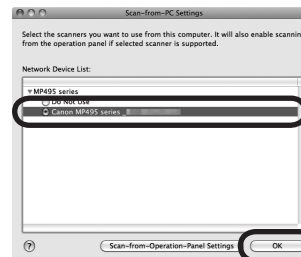 Scan-from-PC Settings
Select the scanners you want to use from this computer. It will also enable scannin
from the operation panel if selected scanner is supported.
Network Device List:
▼MP495 series
Do Not Use
Canon MP495 series _
? Scan-from-Operation-Panel Settings OK